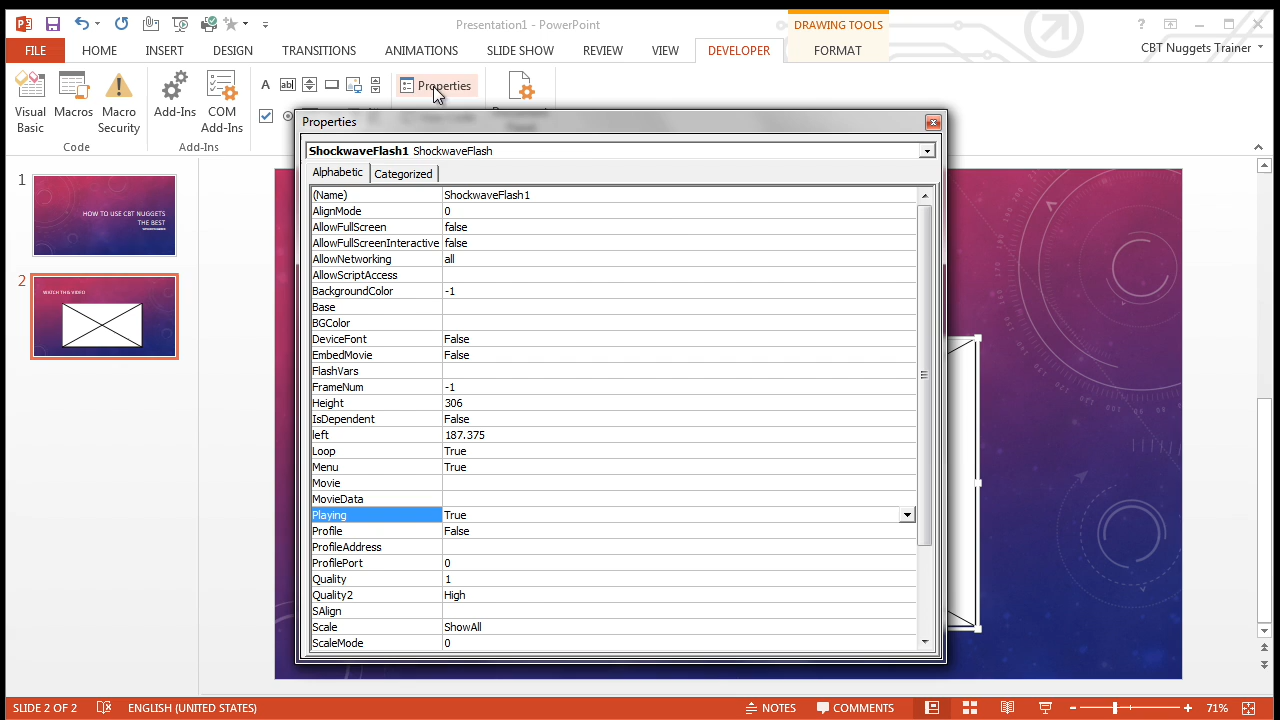 Presentation1 - PowerPoint
DRAWING TOOLS
?
FILE
HOME
INSERT
DESIGN
TRANSITIONS
ANIMATIONS
SLIDE SHOW
REVIEW
VIEW
DEVELOPER
FORMAT
CBT Nuggets Trainer
A
ab
Properties
Visual Basic
Macros
Macro Security
Add-Ins
COM Add-Ins
Code
Add-Ins
Properties
ShockwaveFlash1 ShockwaveFlash
Alphabetic
Categorized
(Name) ShockwaveFlash1
AlignMode 0
AllowFullScreen false
AllowFullScreenInteractive false
AllowNetworking all
AllowScriptAccess
BackgroundColor -1
Base
BGColor
DeviceFont False
EmbedMovie False
FlashVars
FrameNum -1
Height 306
IsDependent False
left 187.375
Loop True
Menu True
Movie
MovieData
Playing True
Profile False
ProfileAddress
ProfilePort 0
Quality 1
Quality2 High
SAlign
Scale ShowAll
ScaleMode 0
1
HOW TO USE CBT NUGGETS
THE BEST
2
WATCH THIS VIDEO
SLIDE 2 OF 2
ENGLISH (UNITED STATES)
NOTES
COMMENTS
71%